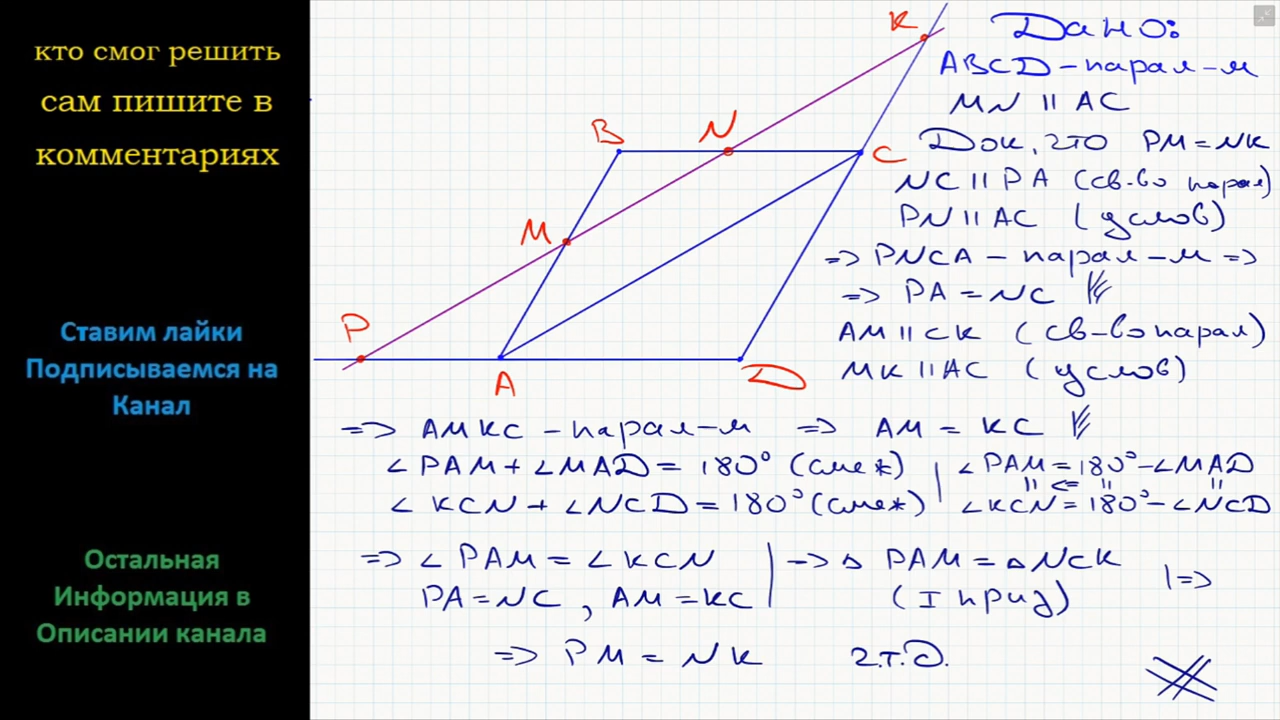 кто смог решить
сам пишите в
комментариях
Ставим лайки
Подписываемся на
Канал
Остальная
Информация в
Описании канала
K
B
N
C
M
P
A
D
Дано:
ABCD - парал-м
MN || AC
Док, что PM = NK
NC || PA (св-во парал)
PN || AC (услов)
=> PNCA - парал-м =>
=> PA = NC
AM || CK (св-во парал)
MK || AC (услов)
=> AMKC - парал-м => AM = KC
∠PAM + ∠MAD = 180° (смеж)
∠KCN + ∠NCD = 180° (смеж)
∠PAM = 180° - ∠MAD
|| <= || ||
∠KCN = 180° - ∠NCD
=> ∠PAM = ∠KCN
PA = NC, AM = KC
=> △ PAM = △ NCK
(I приз)
|=>
=> PM = NK ч.т.д.